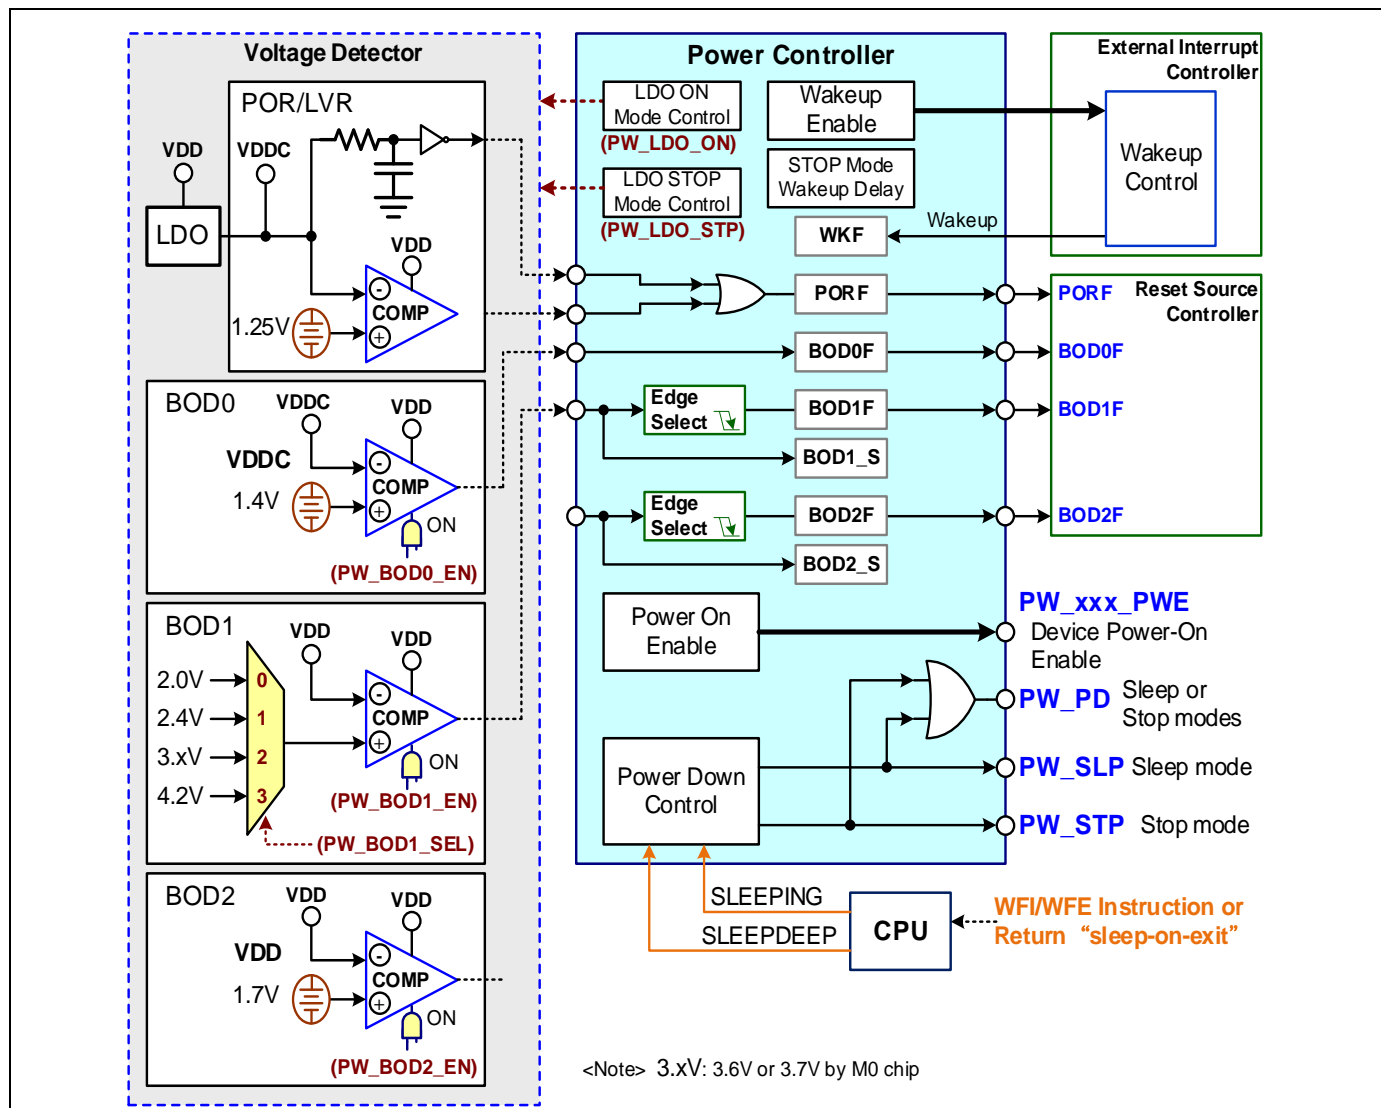 Voltage Detector
POR/LVR
VDD
VDDC
LDO
VDD
-
COMP
+
1.25V
BOD0
VDDC
VDD
VDDC
-
COMP
+
1.4V
ON
(PW_BOD0_EN)
BOD1
VDD
VDD
2.0V
0
2.4V
1
3.xV
2
4.2V
3
-
COMP
+
ON
(PW_BOD1_EN)
(PW_BOD1_SEL)
BOD2
VDD
VDD
VDD
-
COMP
+
1.7V
ON
(PW_BOD2_EN)
Power Controller
LDO ON
Mode Control
(PW_LDO_ON)
LDO STOP
Mode Control
(PW_LDO_STP)
Wakeup
Enable
STOP Mode
Wakeup Delay
WKF
Wakeup
PORF
BOD0F
Edge
Select
BOD1F
BOD1_S
Edge
Select
BOD2F
BOD2_S
Power On
Enable
Power Down
Control
External Interrupt
Controller
Wakeup
Control
Reset Source
Controller
PORF
BOD0F
BOD1F
BOD2F
PW_xxx_PWE
Device Power-On
Enable
PW_PD Sleep or
Stop modes
PW_SLP Sleep mode
PW_STP Stop mode
SLEEPING
SLEEPDEEP
CPU
WFI/WFE Instruction or
Return “sleep-on-exit”
<Note> 3.xV: 3.6V or 3.7V by M0 chip